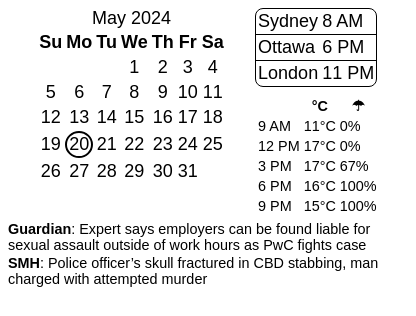 May 2024
Su Mo Tu We Th Fr Sa
1 2 3 4
5 6 7 8 9 10 11
12 13 14 15 16 17 18
19 20 21 22 23 24 25
26 27 28 29 30 31
Sydney 8 AM
Ottawa 6 PM
London 11 PM
°C ☂
9 AM 11°C 0%
12 PM 17°C 0%
3 PM 17°C 67%
6 PM 16°C 100%
9 PM 15°C 100%
Guardian: Expert says employers can be found liable for
sexual assault outside of work hours as PwC fights case
SMH: Police officer’s skull fractured in CBD stabbing, man
charged with attempted murder